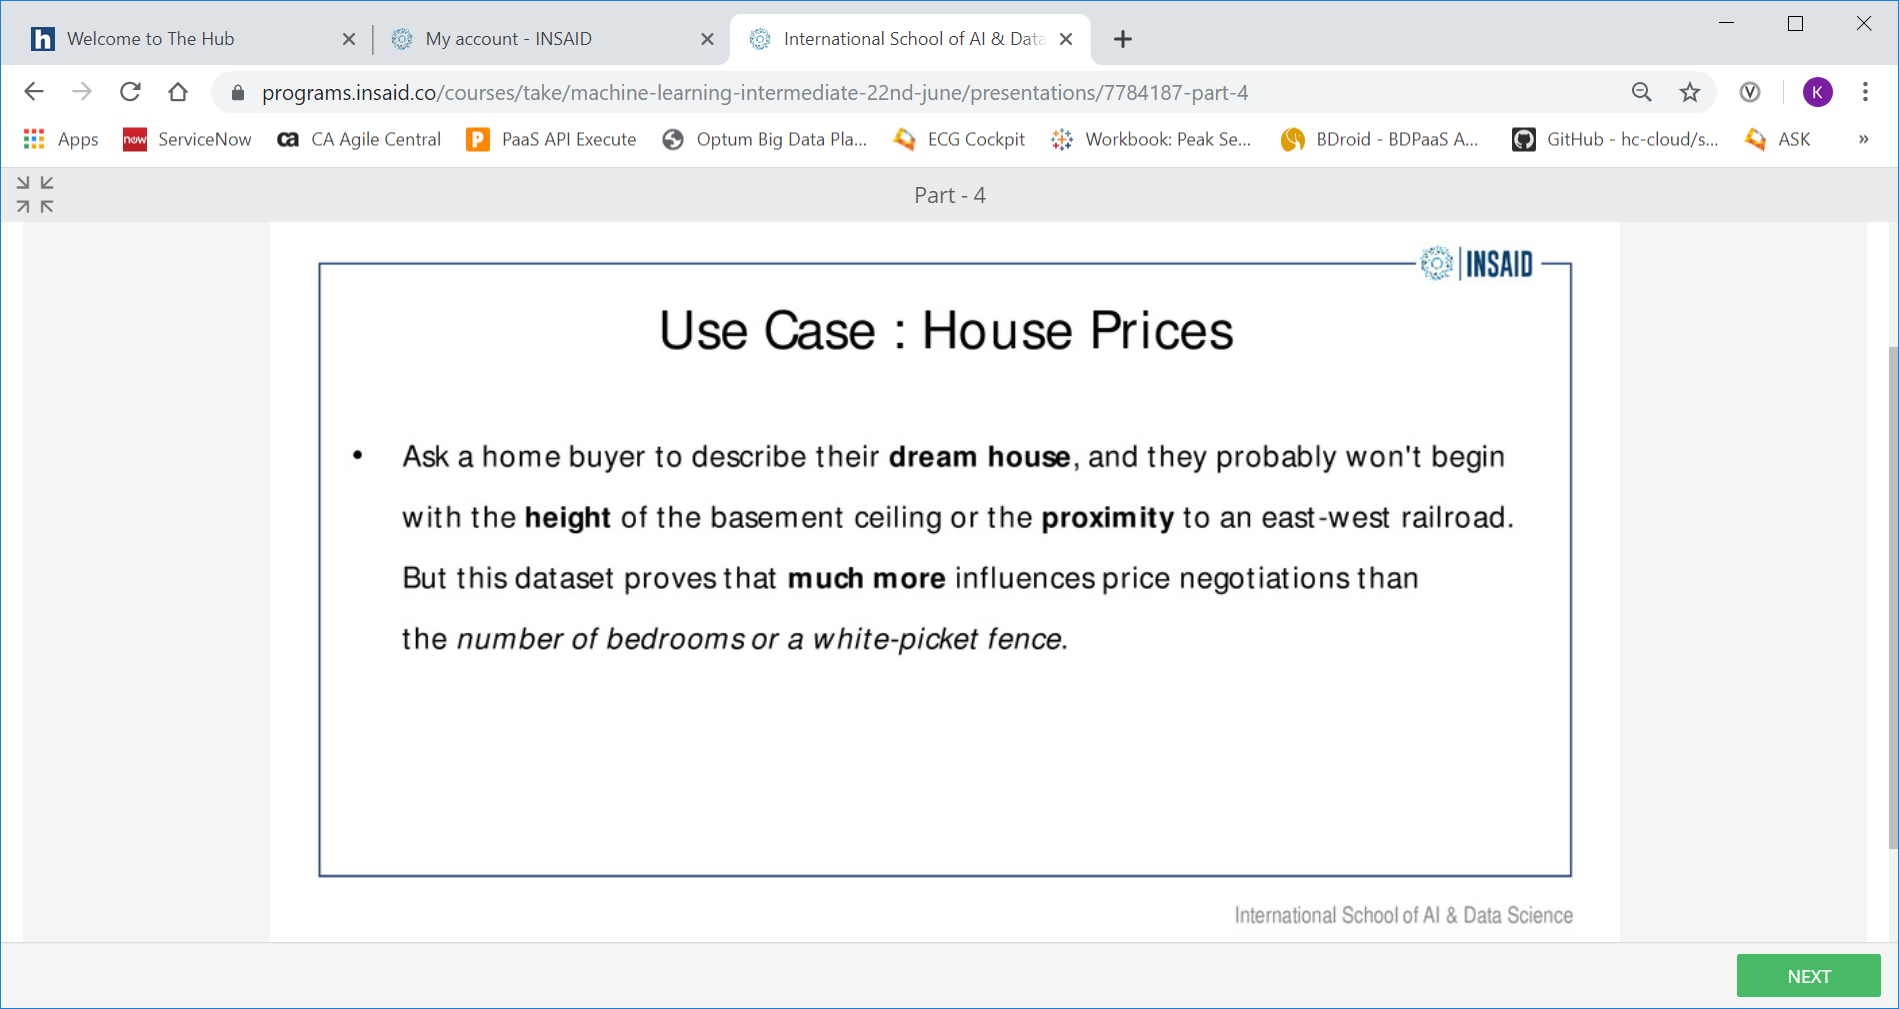 h Welcome to The Hub
My account - INSAID
International School of AI & Data
programs.insaid.co/courses/take/machine-learning-intermediate-22nd-june/presentations/7784187-part-4
V
K
Apps
now ServiceNow
ca CA Agile Central
P PaaS API Execute
Optum Big Data Pla...
ECG Cockpit
Workbook: Peak Se...
BDroid - BDPaaS A...
GitHub - hc-cloud/s...
ASK
»
Part - 4
INSAID
Use Case : House Prices
• Ask a home buyer to describe their dream house, and they probably won't begin
with the height of the basement ceiling or the proximity to an east-west railroad.
But this dataset proves that much more influences price negotiations than
the number of bedrooms or a white-picket fence.
International School of AI & Data Science
NEXT